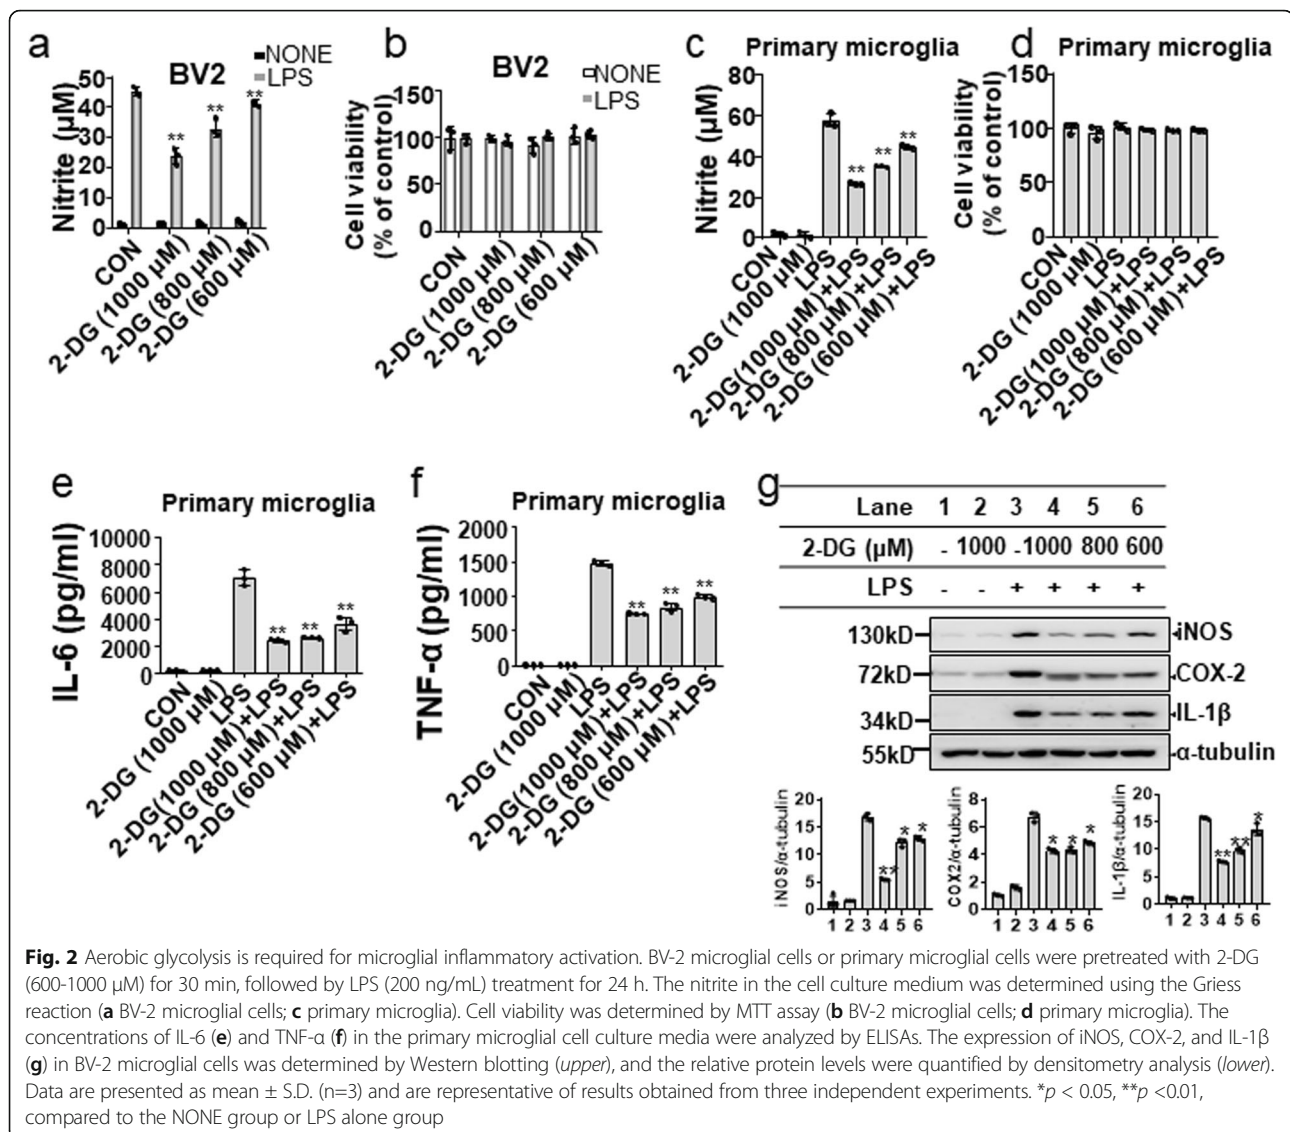 a
BV2
NONE
LPS
Nitrite (µM)
50
40
30
20
10
0
**
**
**
CON
2-DG (1000 µM)
2-DG (800 µM)
2-DG (600 µM)
b
BV2
NONE
LPS
Cell viability
(% of control)
150
100
50
0
CON
2-DG (1000 µM)
2-DG (800 µM)
2-DG (600 µM)
c
Primary microglia
Nitrite (µM)
80
60
40
20
0
**
**
**
CON
2-DG (1000 µM)
LPS
2-DG(1000 µM)+LPS
2-DG (800 µM)+LPS
2-DG (600 µM)+LPS
d
Primary microglia
Cell viability
(% of control)
150
100
50
0
CON
2-DG (1000 µM)
LPS
2-DG(1000 µM)+LPS
2-DG (800 µM)+LPS
2-DG (600 µM)+LPS
e
Primary microglia
IL-6 (pg/ml)
10000
8000
6000
4000
2000
0
**
**
**
CON
2-DG (1000 µM)
LPS
2-DG(1000 µM)+LPS
2-DG (800 µM)+LPS
2-DG (600 µM)+LPS
f
Primary microglia
TNF-α (pg/ml)
2000
1500
1000
500
0
**
**
**
CON
2-DG (1000 µM)
LPS
2-DG(1000 µM)+LPS
2-DG (800 µM)+LPS
2-DG (600 µM)+LPS
g
Lane 1 2 3 4 5 6
2-DG (µM) - 1000 - 1000 800 600
LPS - - + + + +
130kD iNOS
72kD COX-2
34kD IL-1β
55kD α-tubulin
iNOS/α-tubulin
20
15
10
5
0
**
*
*
1 2 3 4 5 6
COX2/α-tubulin
8
6
4
2
0
*
*
*
1 2 3 4 5 6
IL-1β/α-tubulin
20
15
10
5
0
**
**
*
1 2 3 4 5 6
Fig. 2 Aerobic glycolysis is required for microglial inflammatory activation. BV-2 microglial cells or primary microglial cells were pretreated with 2-DG
(600-1000 µM) for 30 min, followed by LPS (200 ng/mL) treatment for 24 h. The nitrite in the cell culture medium was determined using the Griess
reaction (a BV-2 microglial cells; c primary microglia). Cell viability was determined by MTT assay (b BV-2 microglial cells; d primary microglia). The
concentrations of IL-6 (e) and TNF-α (f) in the primary microglial cell culture media were analyzed by ELISAs. The expression of iNOS, COX-2, and IL-1β
(g) in BV-2 microglial cells was determined by Western blotting (upper), and the relative protein levels were quantified by densitometry analysis (lower).
Data are presented as mean ± S.D. (n=3) and are representative of results obtained from three independent experiments. *p < 0.05, **p <0.01,
compared to the NONE group or LPS alone group